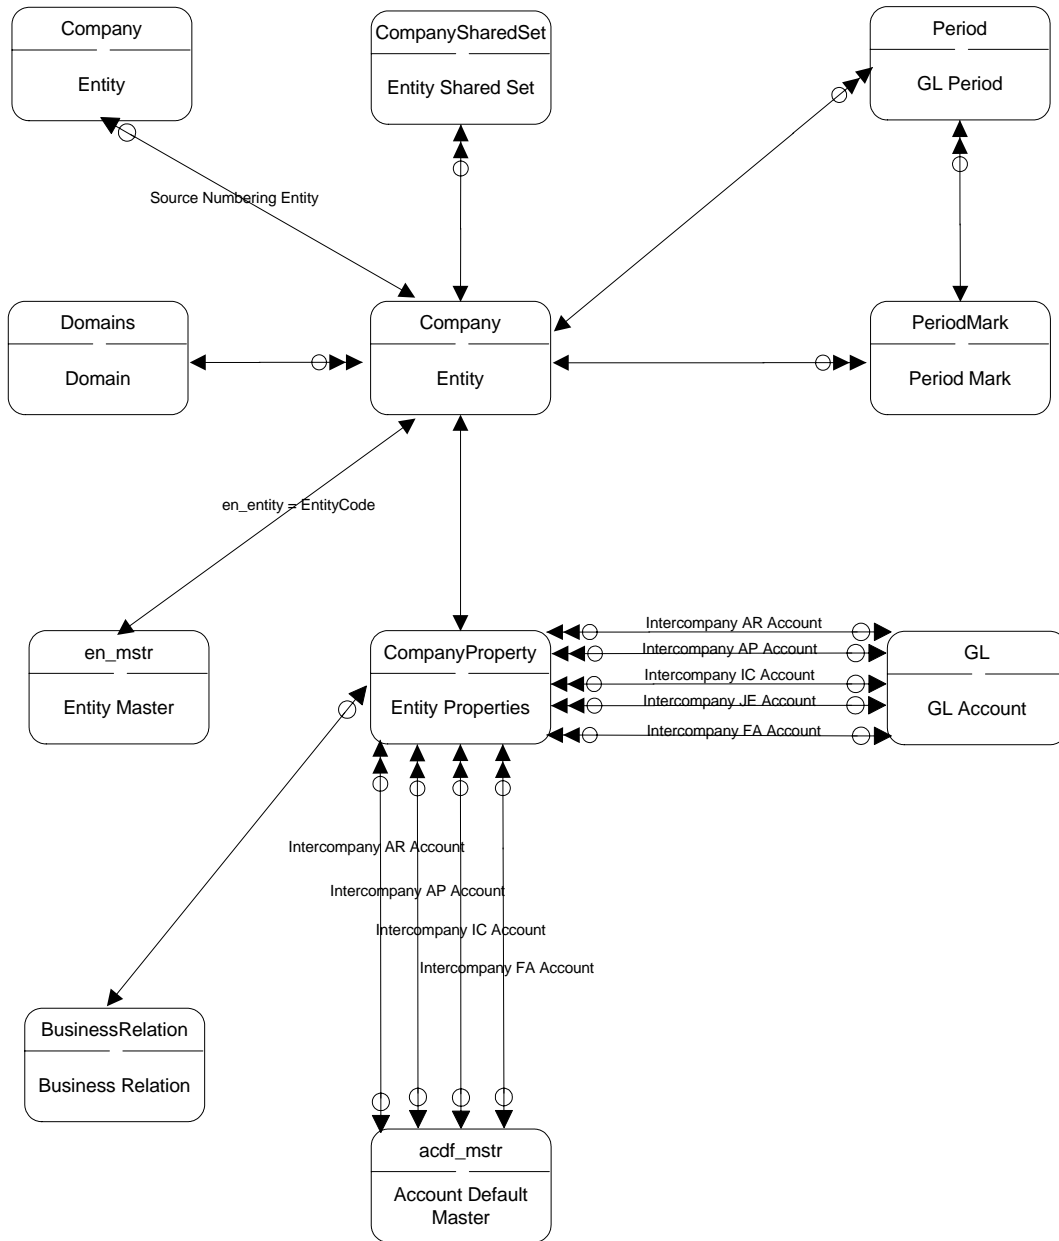 Company
Entity
CompanySharedSet
Entity Shared Set
Period
GL Period
Source Numbering Entity
Domains
Domain
Company
Entity
PeriodMark
Period Mark
en_entity = EntityCode
en_mstr
Entity Master
CompanyProperty
Entity Properties
Intercompany AR Account
Intercompany AP Account
Intercompany IC Account
Intercompany JE Account
Intercompany FA Account
GL
GL Account
Intercompany AR Account
Intercompany AP Account
Intercompany IC Account
Intercompany FA Account
BusinessRelation
Business Relation
acdf_mstr
Account Default
Master